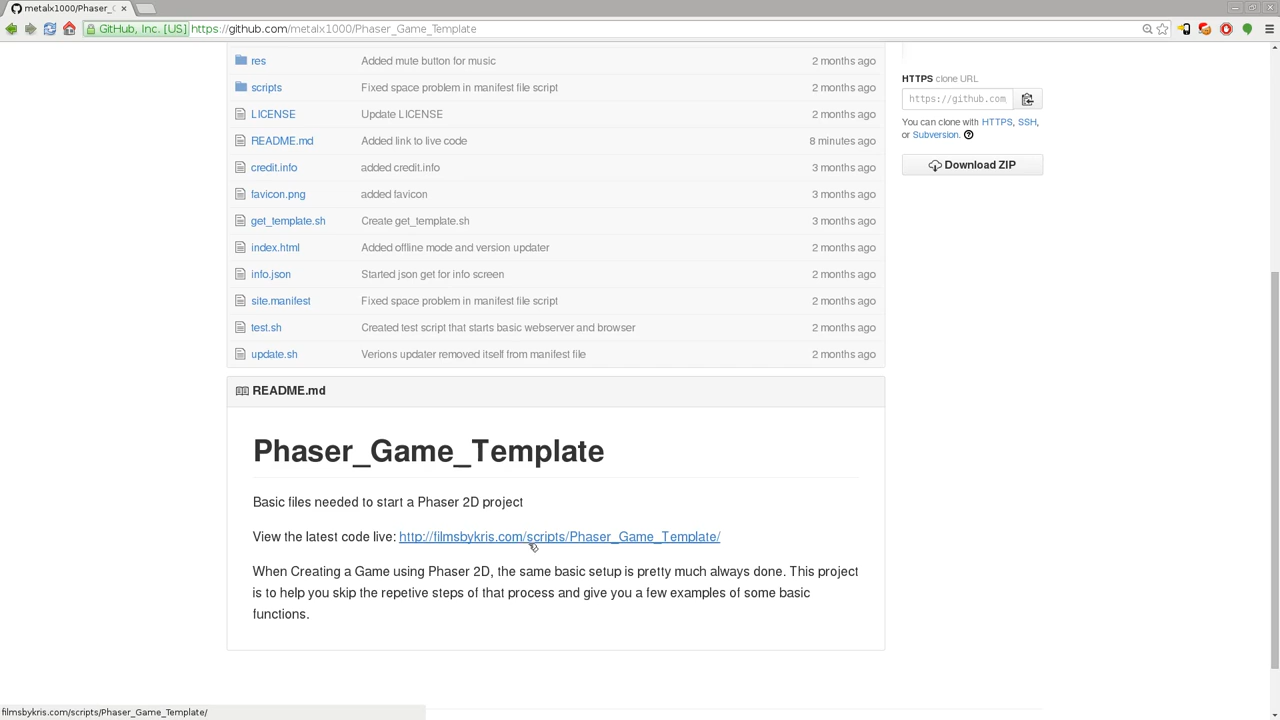 metalx1000/Phaser_G
GitHub, Inc. [US] https://github.com/metalx1000/Phaser_Game_Template
res Added mute button for music 2 months ago
scripts Fixed space problem in manifest file script 2 months ago
LICENSE Update LICENSE 2 months ago
README.md Added link to live code 8 minutes ago
credit.info added credit.info 3 months ago
favicon.png added favicon 3 months ago
get_template.sh Create get_template.sh 3 months ago
index.html Added offline mode and version updater 2 months ago
info.json Started json get for info screen 2 months ago
site.manifest Fixed space problem in manifest file script 2 months ago
test.sh Created test script that starts basic webserver and browser 2 months ago
update.sh Verions updater removed itself from manifest file 2 months ago
HTTPS clone URL
https://github.com
You can clone with HTTPS, SSH,
or Subversion.
Download ZIP
README.md
Phaser_Game_Template
Basic files needed to start a Phaser 2D project
View the latest code live: http://filmsbykris.com/scripts/Phaser_Game_Template/
When Creating a Game using Phaser 2D, the same basic setup is pretty much always done. This project
is to help you skip the repetive steps of that process and give you a few examples of some basic
functions.
filmsbykris.com/scripts/Phaser_Game_Template/